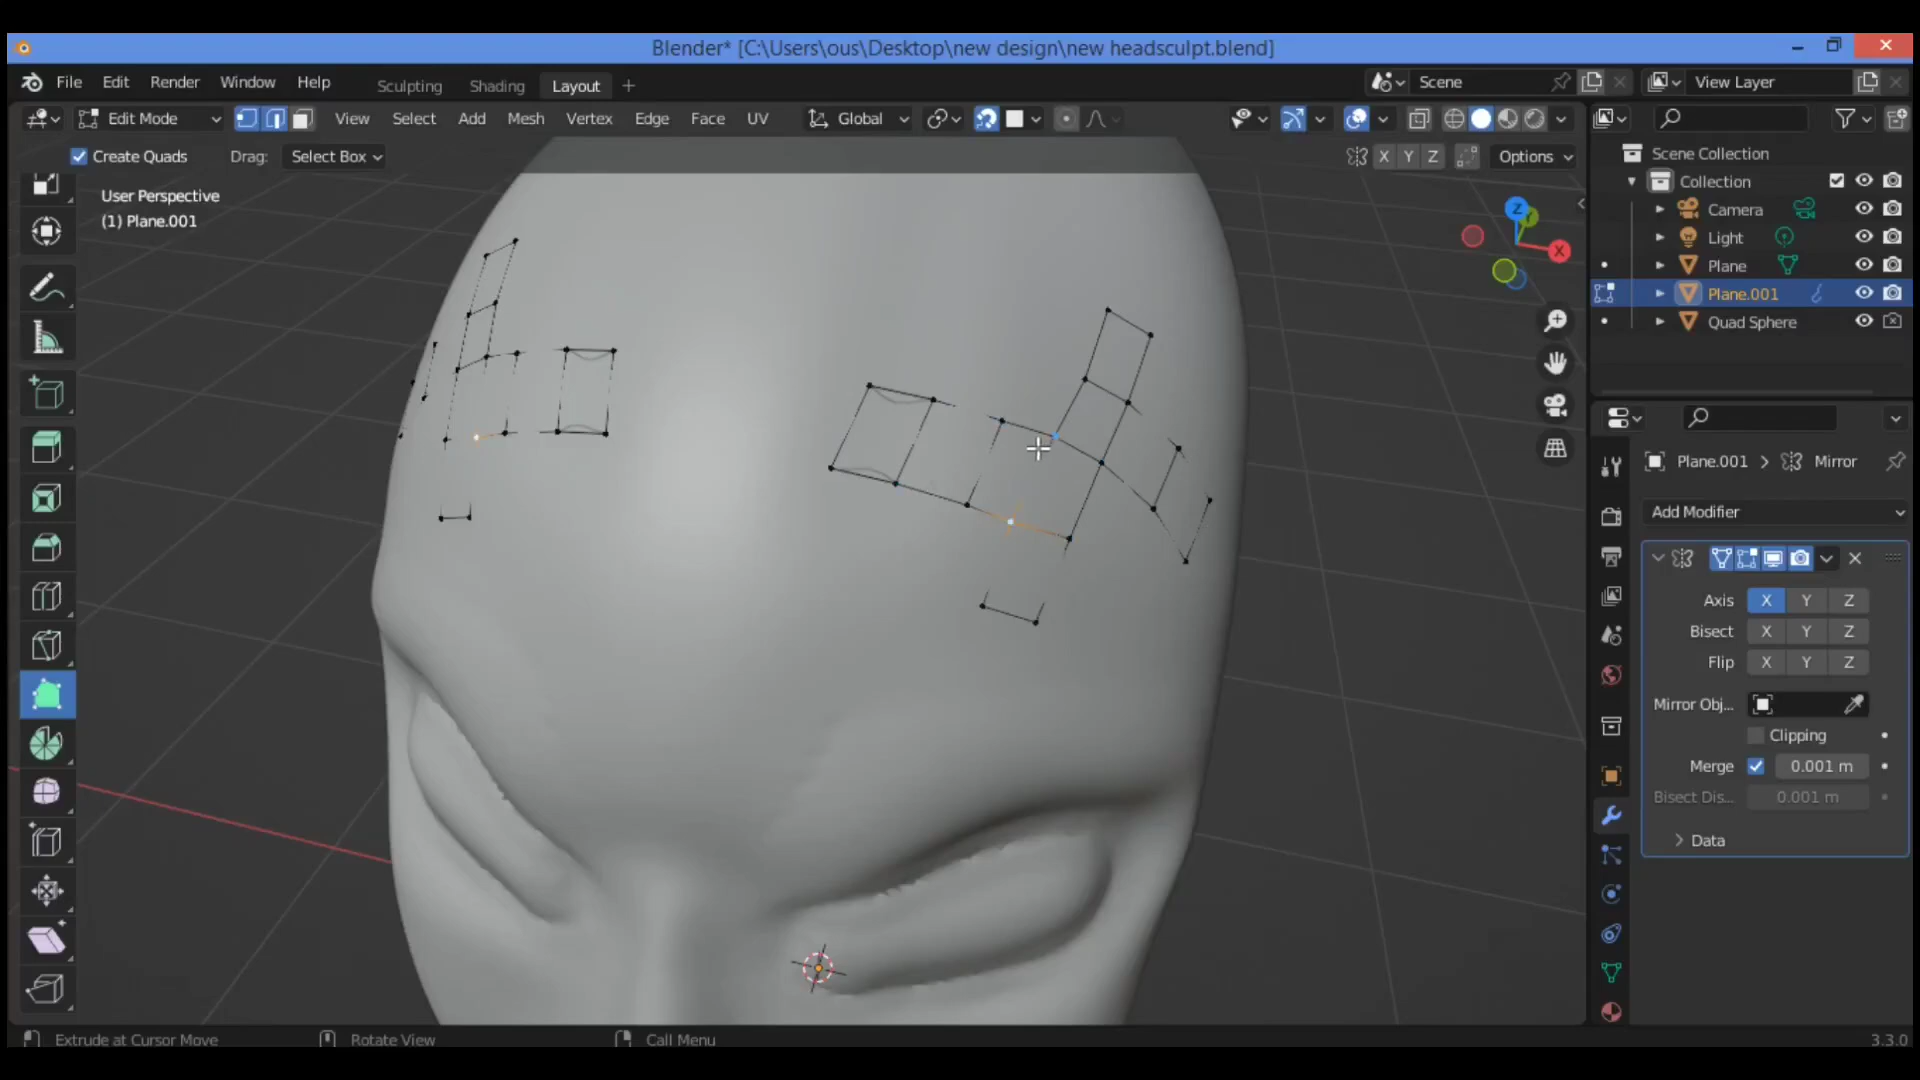 Blender* [C:\Users\ous\Desktop\new design\new headsculpt.blend]
File Edit Render Window Help Sculpting Shading Layout + Scene View Layer
Edit Mode View Select Add Mesh Vertex Edge Face UV Global
Create Quads Drag: Select Box X Y Z Options
User Perspective
(1) Plane.001
Z
X
Scene Collection
Collection
Camera
Light
Plane
Plane.001
Quad Sphere
Plane.001 > Mirror
Add Modifier
Axis X Y Z
Bisect X Y Z
Flip X Y Z
Mirror Obj...
Clipping
Merge 0.001 m
Bisect Dis... 0.001 m
Data
Extrude at Cursor Move Rotate View Call Menu 3.3.0